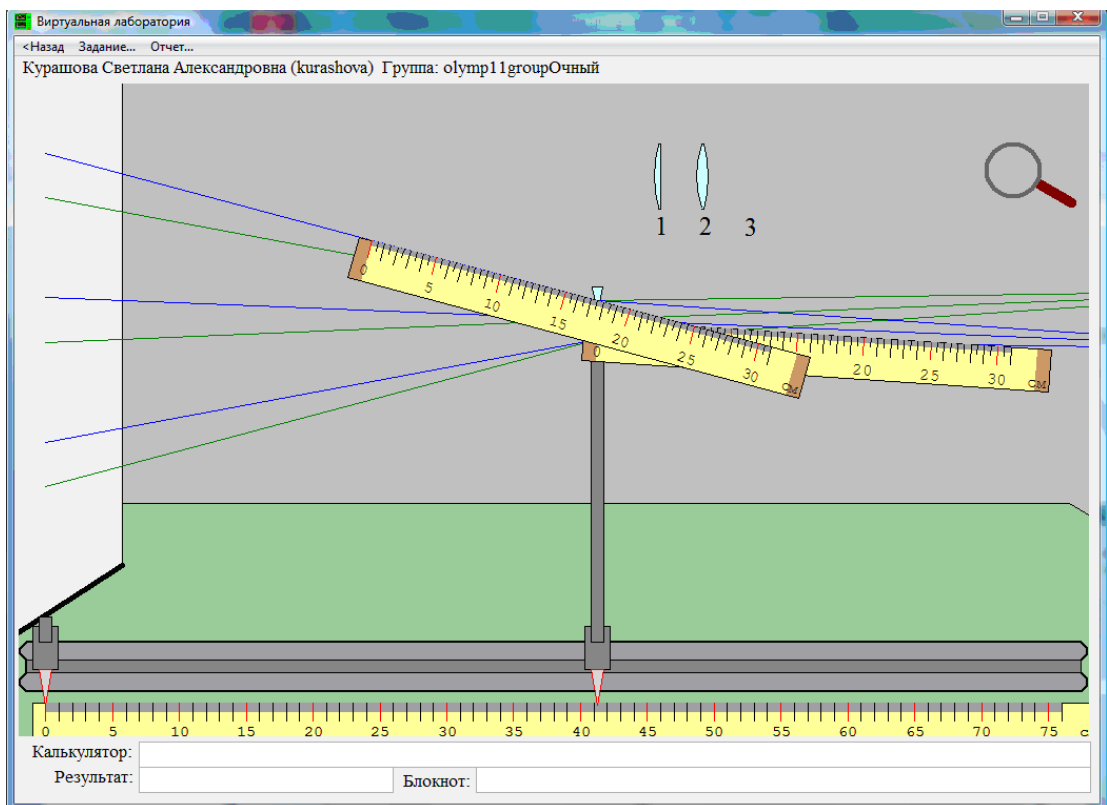 Виртуальная лаборатория
<Назад Задание... Отчет...
Курашова Светлана Александровна (kurashova) Группа: olymp11groupОчный
1 2 3
0 5 10 15 20 25 30 см
0 20 25 30 см
0 5 10 15 20 25 30 35 40 45 50 55 60 65 70 75 с
Калькулятор:
Результат: Блокнот: